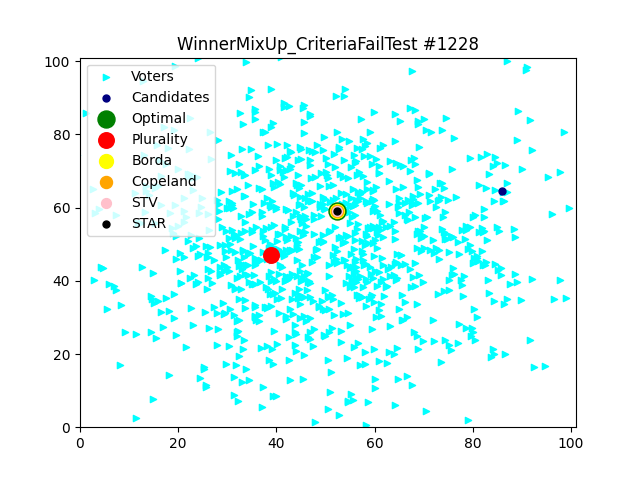 WinnerMixUp_CriteriaFailTest #1228
100
80
60
40
20
0
Voters
Candidates
Optimal
Plurality
Borda
Copeland
STV
STAR
0 20 40 60 80 100